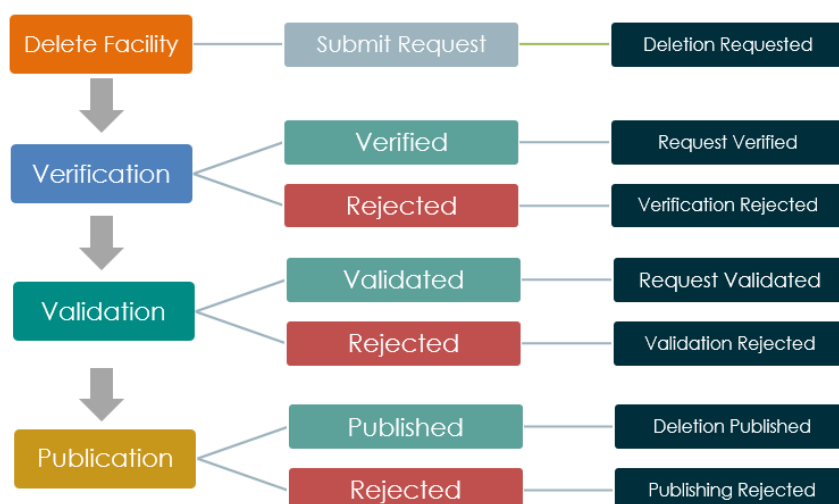 Delete Facility
Submit Request
Deletion Requested
Verified
Request Verified
Verification
Rejected
Verification Rejected
Validated
Request Validated
Validation
Rejected
Validation Rejected
Published
Deletion Published
Publication
Rejected
Publishing Rejected